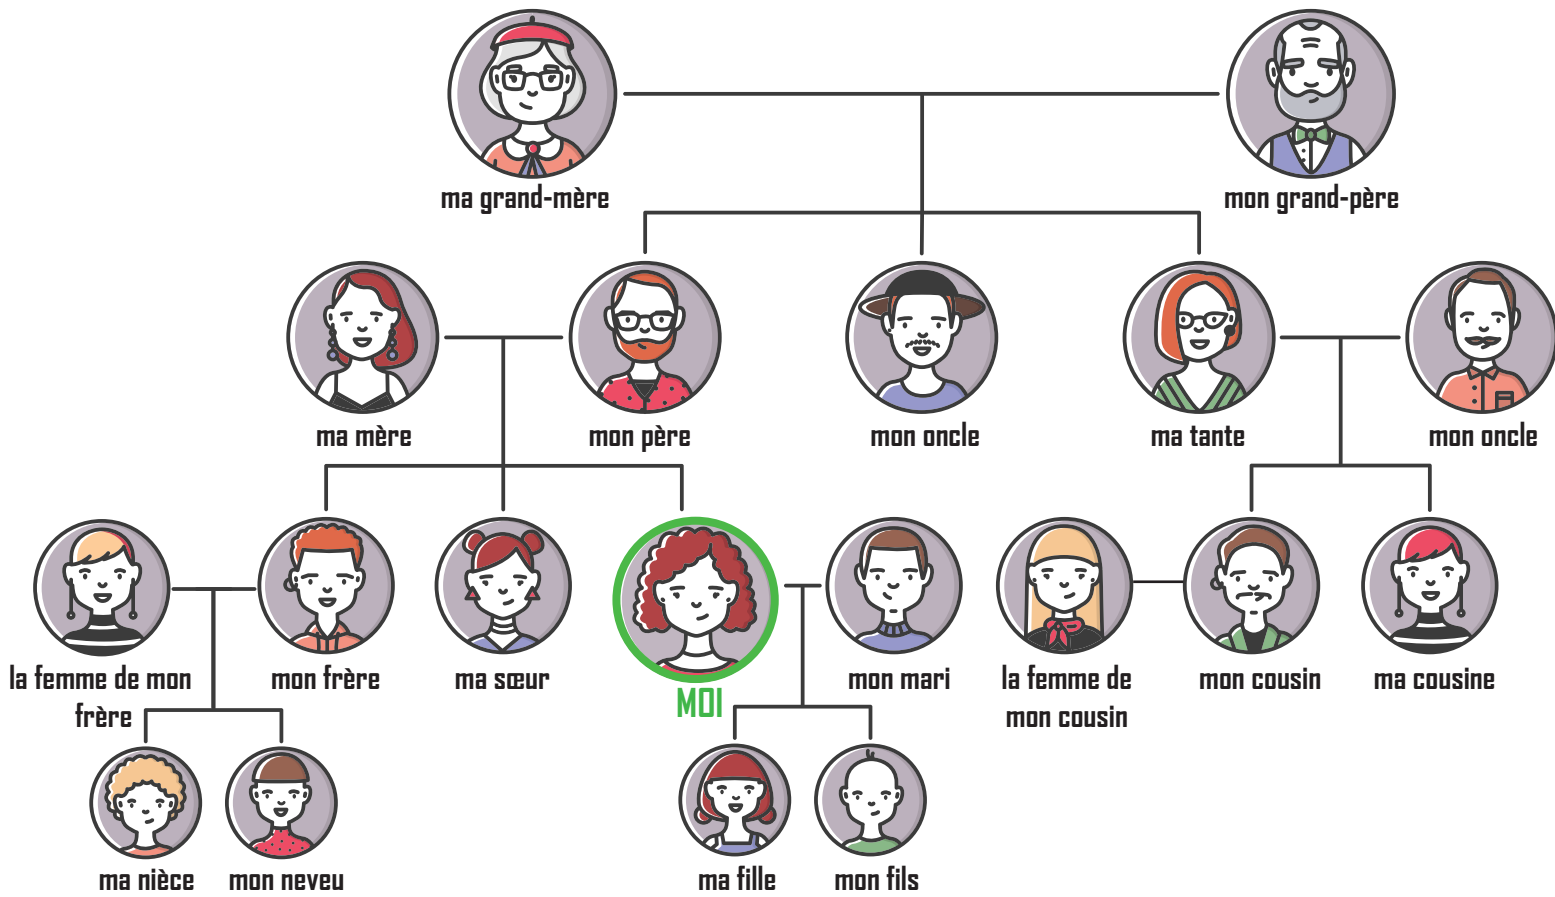 ma grand-mère
mon grand-père
ma mère
mon père
mon oncle
ma tante
mon oncle
la femme de mon
frère
mon frère
ma sœur
MOI
mon mari
la femme de
mon cousin
mon cousin
ma cousine
ma nièce
mon neveu
ma fille
mon fils